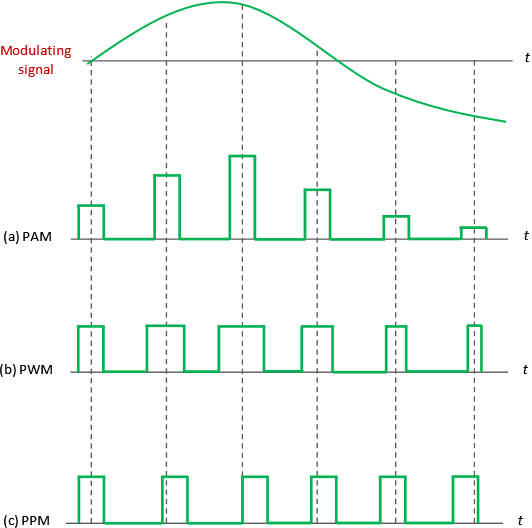 Modulating
signal
t
(a) PAM
t
(b) PWM
t
(c) PPM
t